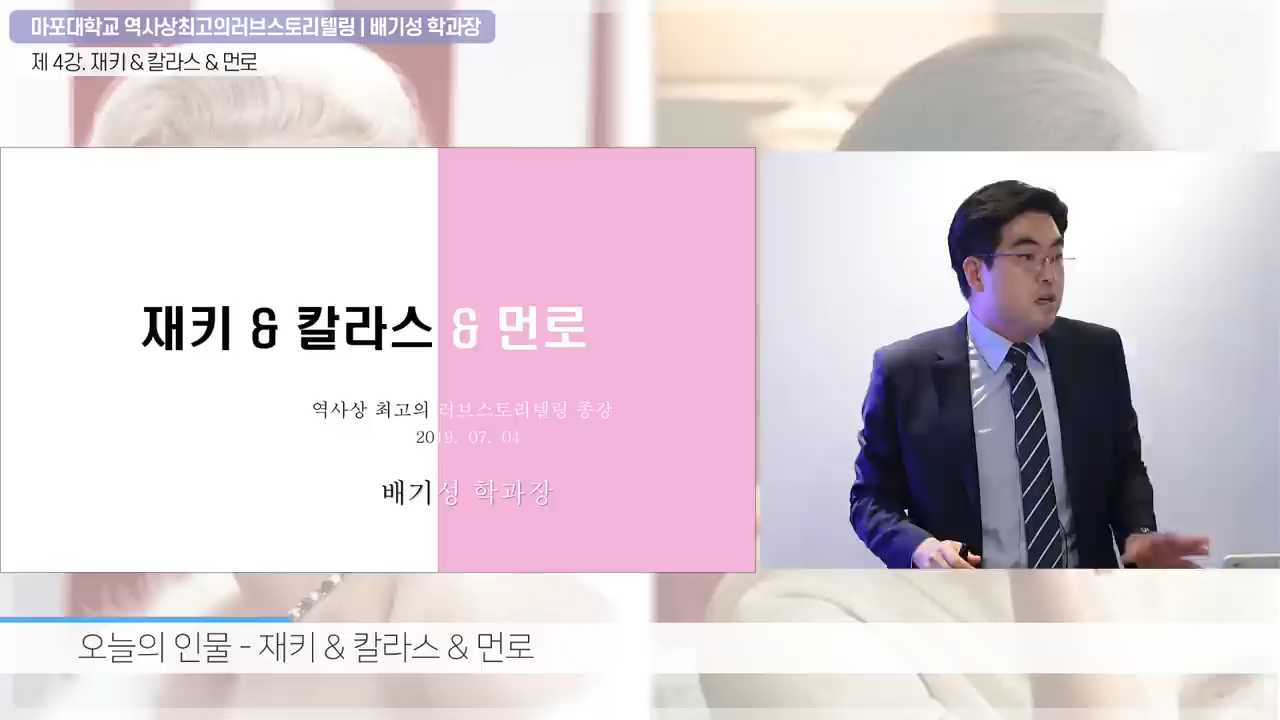 마포대학교 역사상최고의러브스토리텔링 | 배기성 학과장
제 4강. 재키 & 칼라스 & 먼로
재키 & 칼라스 & 먼로
역사상 최고의 러브스토리텔링 종강
2019. 07. 04
배기성 학과장
오늘의 인물 - 재키 & 칼라스 & 먼로